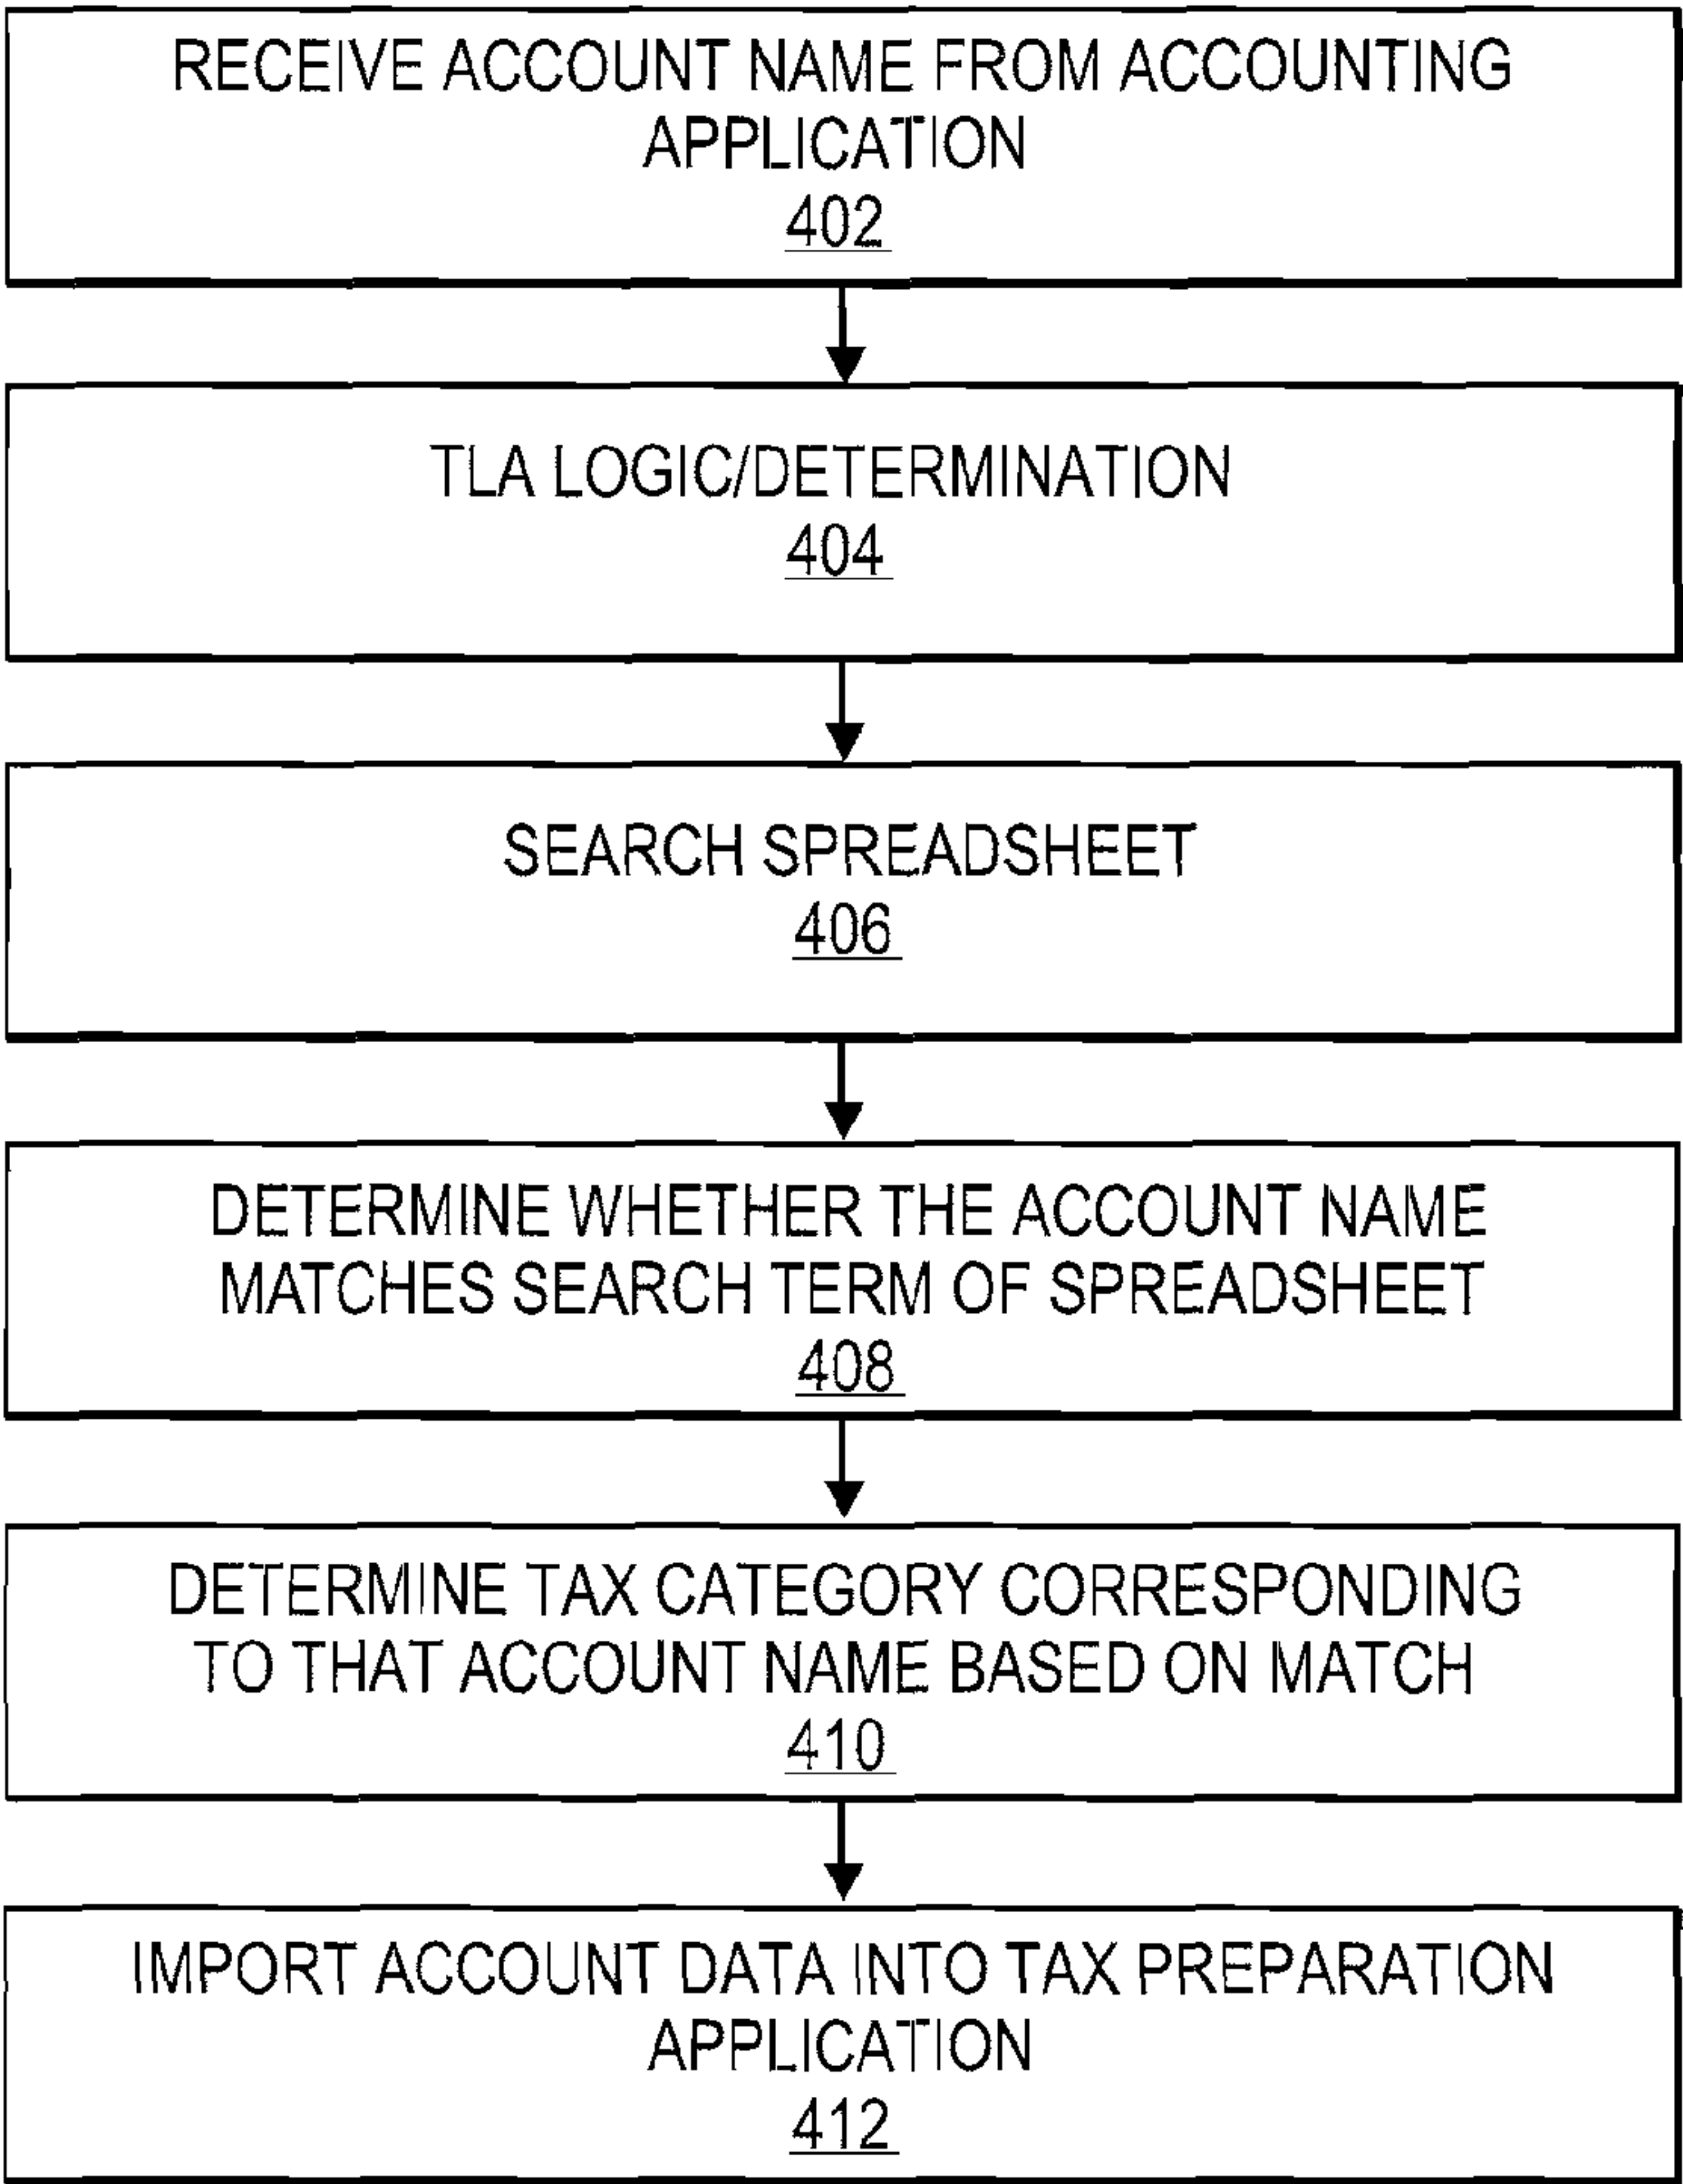 RECEIVE ACCOUNT NAME FROM ACCOUNTING
APPLICATION
402
TLA LOGIC/DETERMINATION
404
SEARCH SPREADSHEET
406
DETERMINE WHETHER THE ACCOUNT NAME
MATCHES SEARCH TERM OF SPREADSHEET
408
DETERMINE TAX CATEGORY CORRESPONDING
TO THAT ACCOUNT NAME BASED ON MATCH
410
IMPORT ACCOUNT DATA INTO TAX PREPARATION
APPLICATION
412